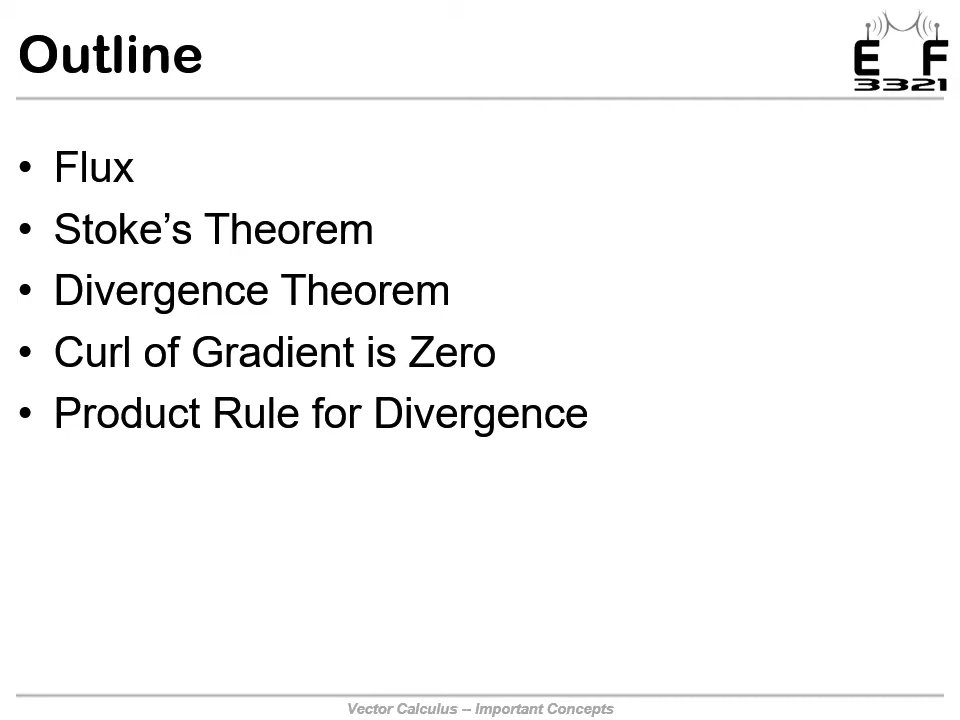 Outline
E F
3321
• Flux
• Stoke’s Theorem
• Divergence Theorem
• Curl of Gradient is Zero
• Product Rule for Divergence
Vector Calculus -- Important Concepts